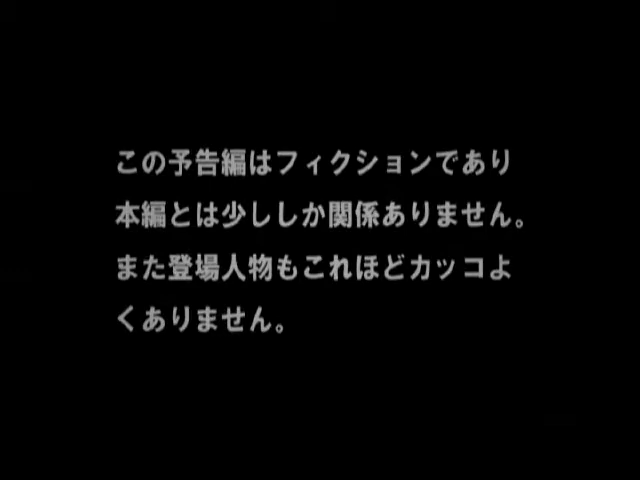 この予告編はフィクションであり
本編とは少ししか関係ありません。
また登場人物もこれほどカッコよ
くありません。